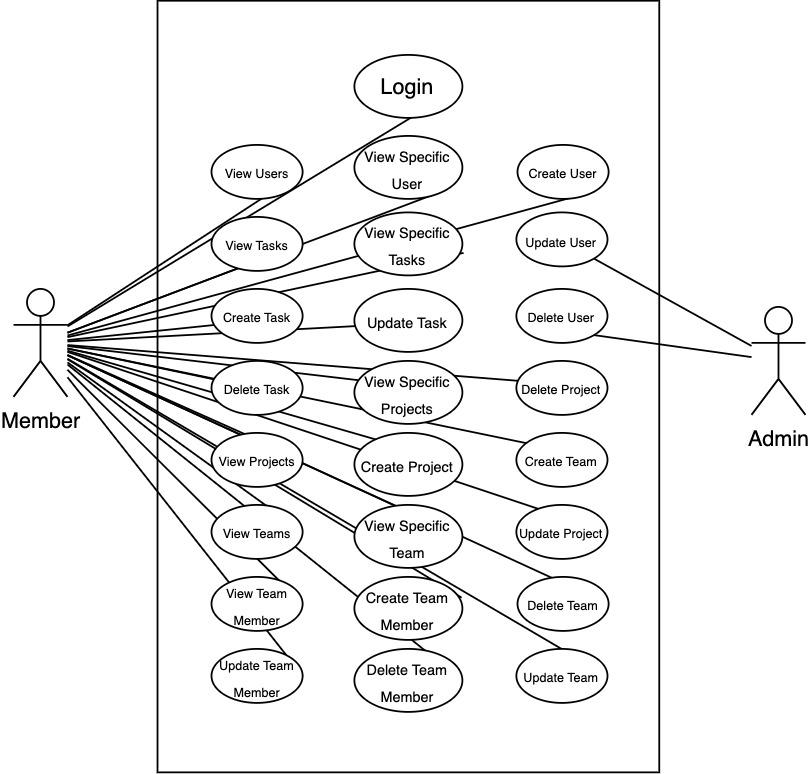 Login
View Users
View Specific
User
Create User
View Tasks
View Specific
Tasks
Update User
Create Task
Update Task
Delete User
Member
Admin
Delete Task
View Specific
Projects
Delete Project
View Projects
Create Project
Create Team
View Teams
View Specific
Team
Update Project
View Team
Member
Create Team
Member
Delete Team
Update Team
Member
Delete Team
Member
Update Team